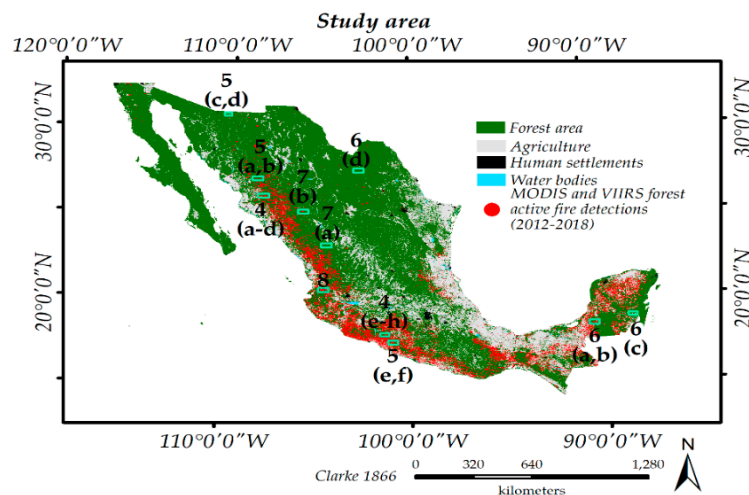 Study area
120°0'0"W 110°0'0"W 100°0'0"W 90°0'0"W
30°0'0"N
20°0'0"N
5
(c,d)
6
(d)
5
(a,b)
7
(b)
4
(a-d)
7
(a)
8
4
(e-h)
5
(e,f)
6
(a,b)
6
(c)
Forest area
Agriculture
Human settlements
Water bodies
MODIS and VIIRS forest
active fire detections
(2012-2018)
30°0'0"N
20°0'0"N
110°0'0"W 100°0'0"W 90°0'0"W
N
Clarke 1866
0 320 640 1,280
kilometers